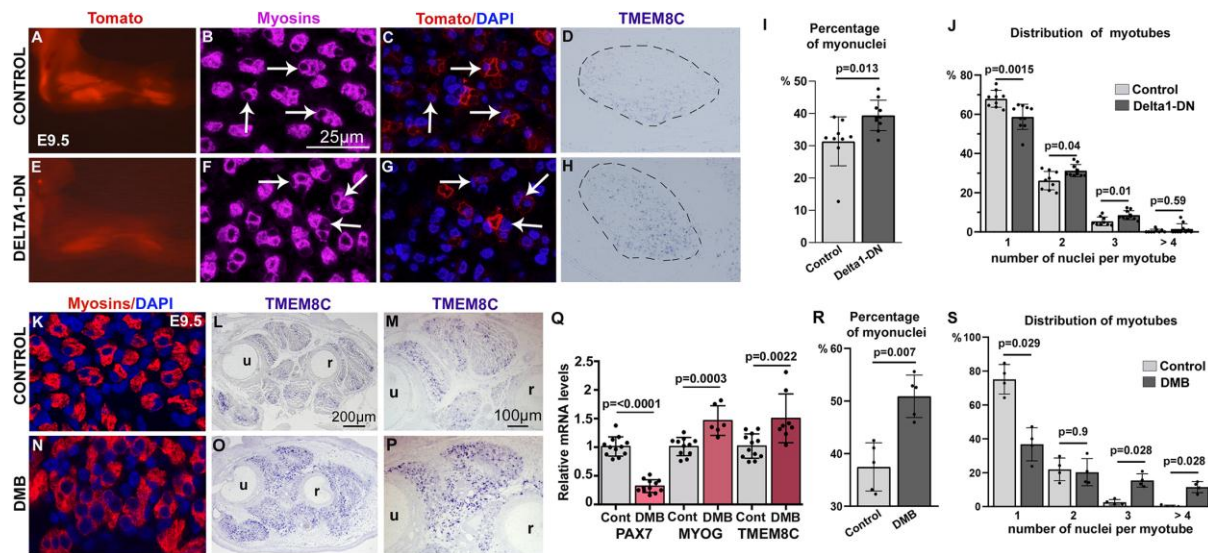 Tomato Myosins Tomato/DAPI TMEM8C
CONTROL
A B C D
E9.5
25µm
DELTA1-DN
E F G H
I
Percentage
of myonuclei
%
p=0.013
50
40
30
20
10
0
Control Delta1-DN
J
Distribution of myotubes
%
80
60
40
20
0
p=0.0015
p=0.04
p=0.01
p=0.59
Control
Delta1-DN
1 2 3 > 4
number of nuclei per myotube
Myosins/DAPI TMEM8C
CONTROL
K E9.5 L M
u r u r
200µm 100µm
DMB
N O P
u r u r
Q
Relative mRNA levels
2.5
2.0
1.5
1.0
0.5
0.0
p=<0.0001
p=0.0003
p=0.0022
Cont DMB Cont DMB Cont DMB
PAX7 MYOG TMEM8C
R
Percentage
of myonuclei
%
p=0.007
60
50
40
30
Control DMB
S
Distribution of myotubes
%
100
80
60
40
20
0
p=0.029
p=0.9
p=0.028
p=0.028
Control
DMB
1 2 3 > 4
number of nuclei per myotube